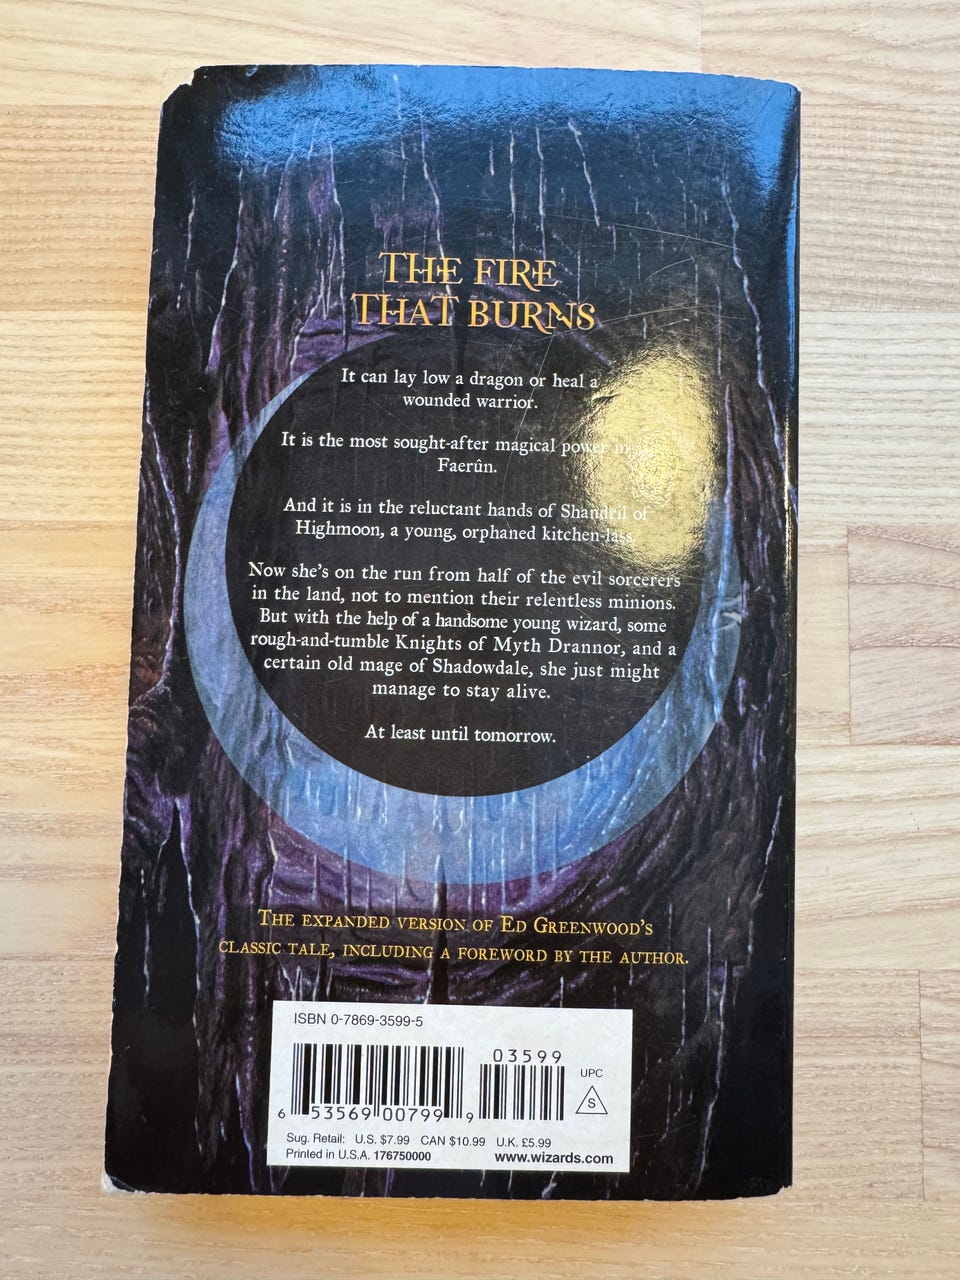 THE FIRE
THAT BURNS
It can lay low a dragon or heal a
wounded warrior.
It is the most sought-after magical power in all
Faerûn.
And it is in the reluctant hands of Shandril of
Highmoon, a young, orphaned kitchen-lass.
Now she's on the run from half of the evil sorcerers
in the land, not to mention their relentless minions.
But with the help of a handsome young wizard, some
rough-and-tumble Knights of Myth Drannor, and a
certain old mage of Shadowdale, she just might
manage to stay alive.
At least until tomorrow.
THE EXPANDED VERSION OF ED GREENWOOD'S
CLASSIC TALE, INCLUDING A FOREWORD BY THE AUTHOR.
ISBN 0-7869-3599-5
03599
UPC
S
6 53569 00799 9
Sug. Retail: U.S. $7.99 CAN $10.99 U.K. £5.99
Printed in U.S.A. 176750000 www.wizards.com